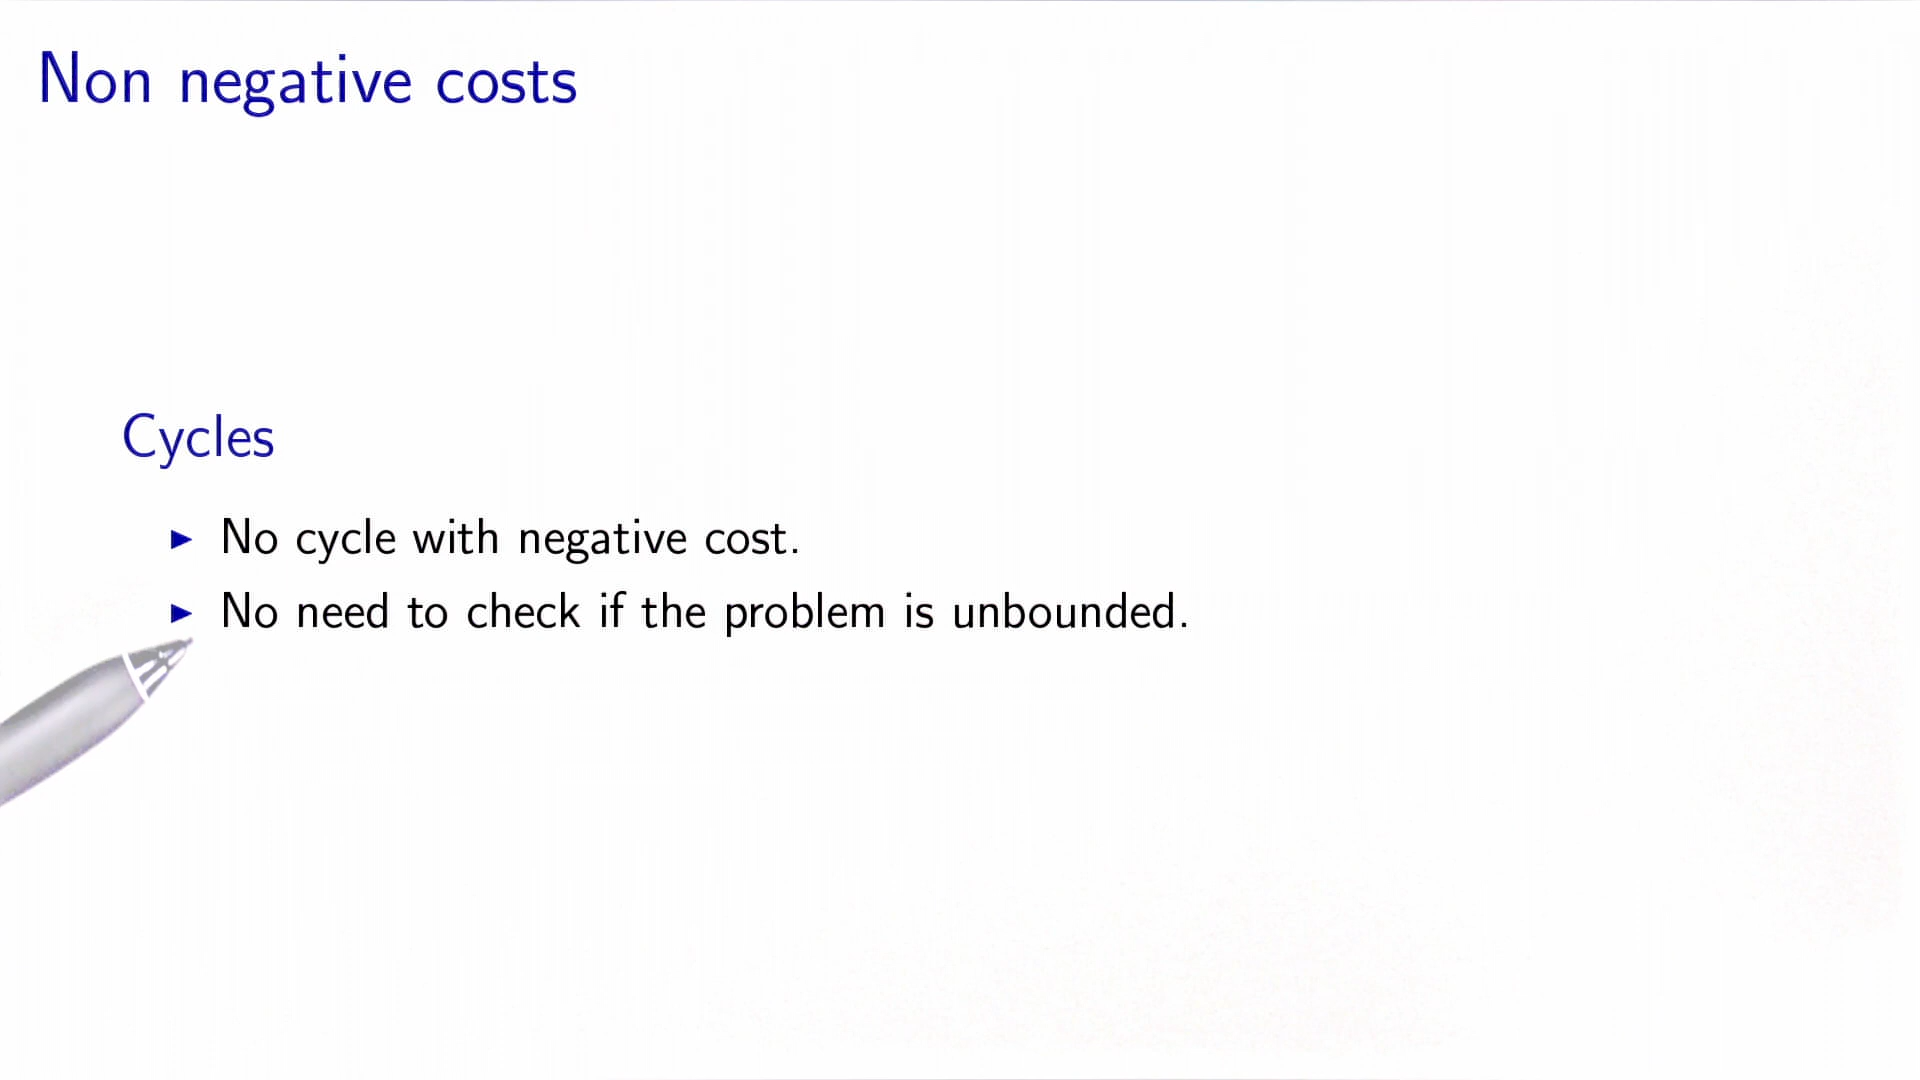 Non negative costs
Cycles
No cycle with negative cost.
No need to check if the problem is unbounded.